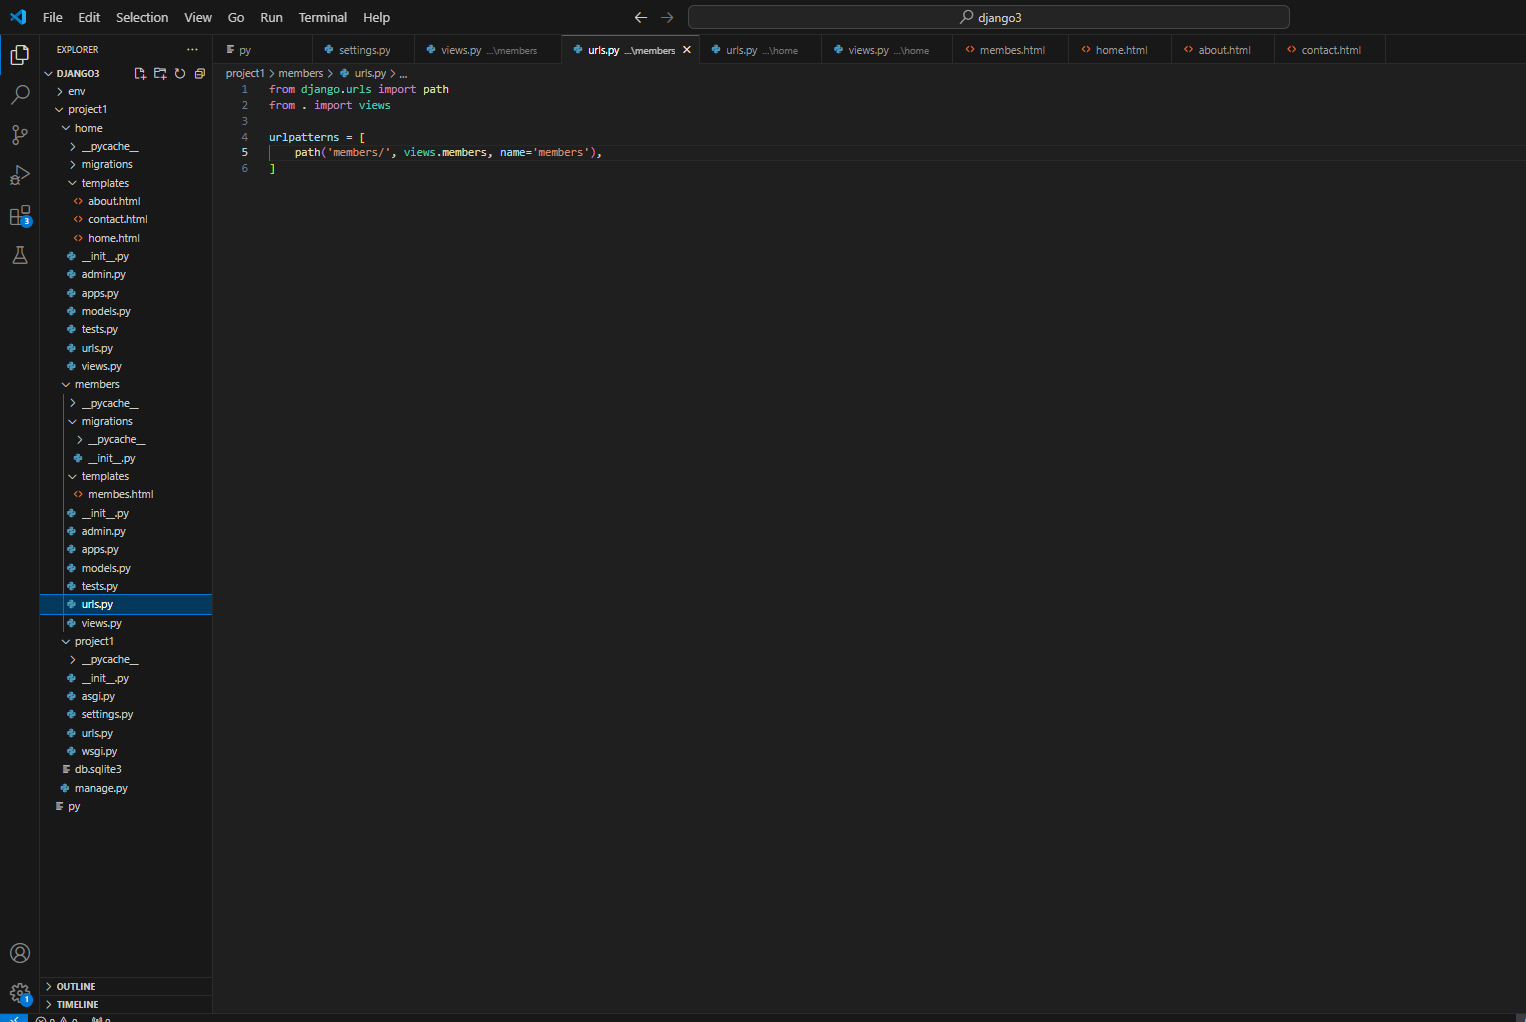 File Edit Selection View Go Run Terminal Help
django3
EXPLORER
py
settings.py
views.py ...\members
urls.py ...\members
urls.py ...\home
views.py ...\home
membes.html
home.html
about.html
contact.html
DJANGO3
env
project1
home
__pycache__
migrations
templates
about.html
contact.html
home.html
__init__.py
admin.py
apps.py
models.py
tests.py
urls.py
views.py
members
__pycache__
migrations
__pycache__
__init__.py
templates
membes.html
__init__.py
admin.py
apps.py
models.py
tests.py
urls.py
views.py
project1
__pycache__
__init__.py
asgi.py
settings.py
urls.py
wsgi.py
db.sqlite3
manage.py
py
OUTLINE
TIMELINE
3
1
project1 > members > urls.py > ...
1 from django.urls import path
2 from . import views
3
4 urlpatterns = [
5 path('members/', views.members, name='members'),
6 ]